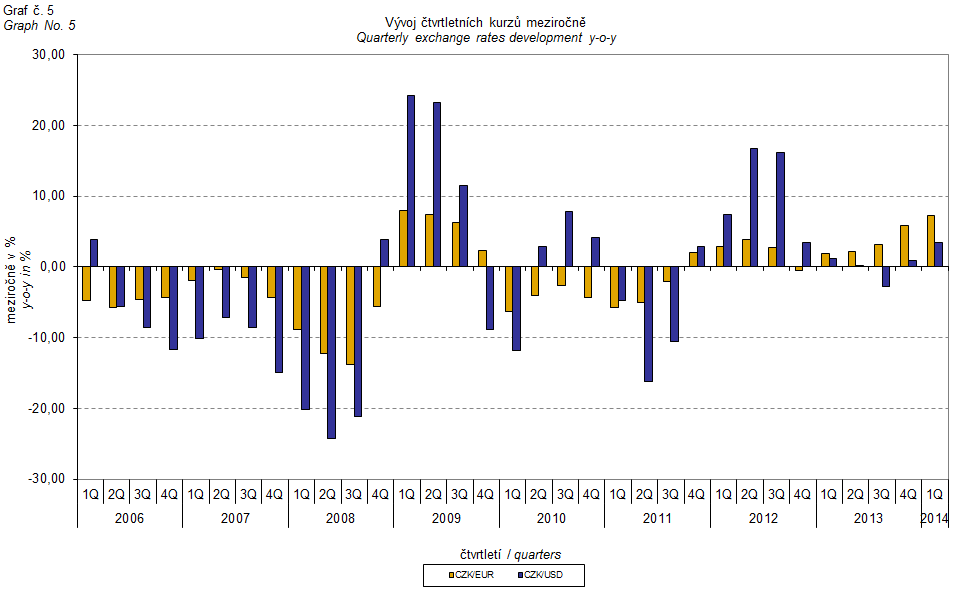 Graf č. 5
Graph No. 5
Vývoj čtvrtletních kurzů meziročně
Quarterly exchange rates development y-o-y
30,00
20,00
10,00
0,00
-10,00
-20,00
-30,00
meziročně v %
y-o-y in %
1Q 2Q 3Q 4Q 1Q 2Q 3Q 4Q 1Q 2Q 3Q 4Q 1Q 2Q 3Q 4Q 1Q 2Q 3Q 4Q 1Q 2Q 3Q 4Q 1Q 2Q 3Q 4Q 1Q 2Q 3Q 4Q 1Q
2006 2007 2008 2009 2010 2011 2012 2013 2014
čtvrtletí / quarters
CZK/EUR CZK/USD